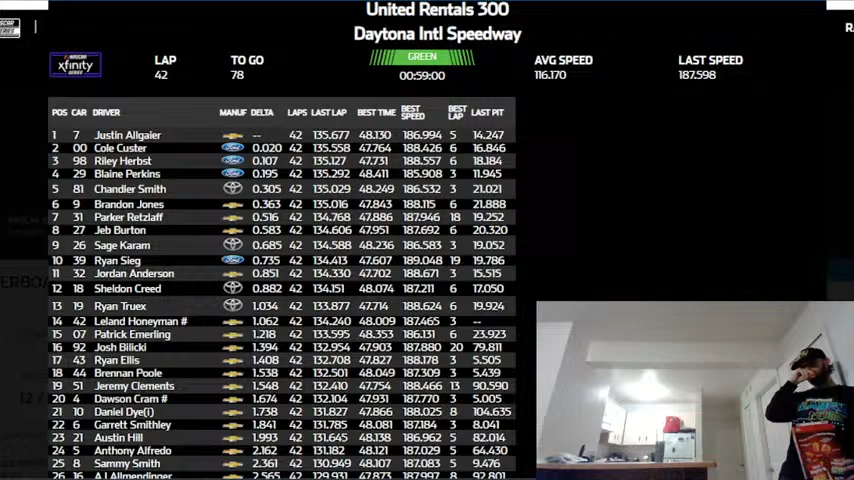 United Rentals 300
Daytona Intl Speedway
xfinity
LAP TO GO GREEN AVG SPEED LAST SPEED
42 78 00:59:00 116.170 187.598
POS CAR DRIVER MANUF DELTA LAPS LAST LAP BEST TIME BEST SPEED BEST LAP LAST PIT
1 7 Justin Allgaier -- 42 135.677 48.130 186.994 5 14.247
2 00 Cole Custer 0.020 42 135.558 47.764 188.426 6 16.846
3 98 Riley Herbst 0.107 42 135.127 47.731 188.557 6 18.184
4 29 Blaine Perkins 0.195 42 135.292 48.411 185.908 3 11.945
5 81 Chandler Smith 0.305 42 135.029 48.249 186.532 3 21.021
6 9 Brandon Jones 0.363 42 135.016 47.843 188.115 6 21.888
7 31 Parker Retzlaff 0.516 42 134.768 47.886 187.946 18 19.252
8 27 Jeb Burton 0.583 42 134.606 47.951 187.692 6 20.320
9 26 Sage Karam 0.685 42 134.588 48.236 186.583 3 19.052
10 39 Ryan Sieg 0.735 42 134.413 47.607 189.048 19 19.786
11 32 Jordan Anderson 0.851 42 134.330 47.702 188.671 3 15.515
12 18 Sheldon Creed 0.882 42 134.151 48.074 187.211 6 17.050
13 19 Ryan Truex 1.034 42 133.877 47.714 188.624 6 19.924
14 42 Leland Honeyman # 1.062 42 134.240 48.009 187.465 3 --
15 07 Patrick Emerling 1.218 42 133.595 48.353 186.131 6 23.923
16 92 Josh Bilicki 1.394 42 132.954 47.903 187.880 20 79.811
17 43 Ryan Ellis 1.408 42 132.708 47.827 188.178 3 5.505
18 44 Brennan Poole 1.538 42 132.501 48.049 187.309 3 5.439
19 51 Jeremy Clements 1.548 42 132.410 47.754 188.466 13 90.590
20 4 Dawson Cram # 1.674 42 132.104 47.931 187.770 3 5.005
21 10 Daniel Dye(i) 1.738 42 131.827 47.866 188.025 8 104.635
22 6 Garrett Smithley 1.841 42 131.785 48.081 187.184 3 8.041
23 21 Austin Hill 1.993 42 131.645 48.138 186.962 5 82.014
24 5 Anthony Alfredo 2.162 42 131.182 48.121 187.029 5 64.430
25 8 Sammy Smith 2.361 42 130.949 48.107 187.083 5 9.476
26 16 AJ Allmendinger 2.565 42 129.931 47.873 187.997 8 92.801